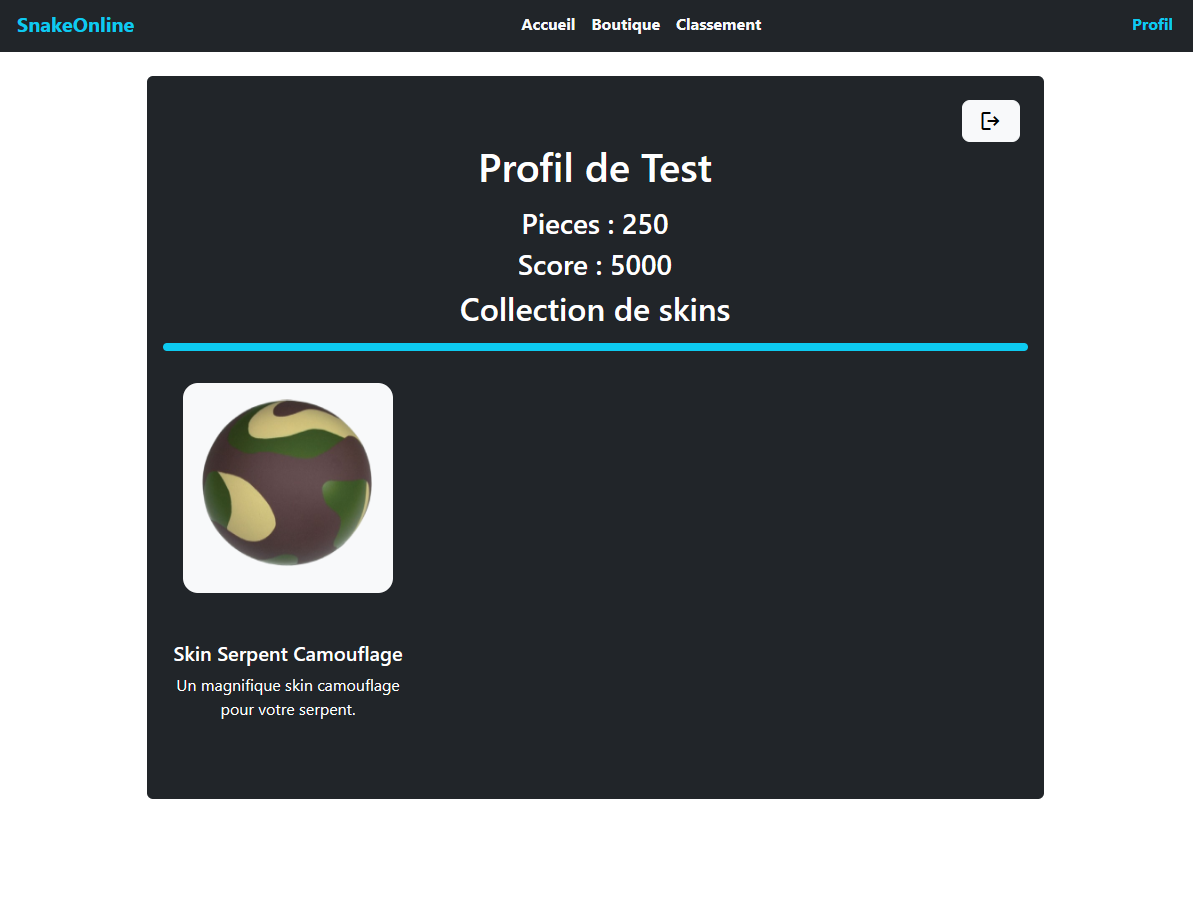 SnakeOnline
Accueil Boutique Classement
Profil
Profil de Test
Pieces : 250
Score : 5000
Collection de skins
Skin Serpent Camouflage
Un magnifique skin camouflage
pour votre serpent.